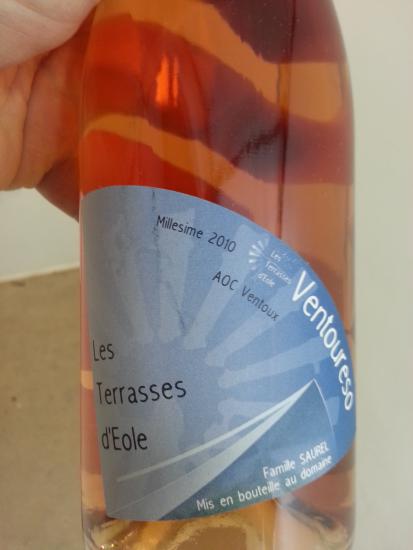 Millesime 2010
AOC Ventoux
Les
Terrasses
d'Eole
Ventoureso
Les
Terrasses
d'Eole
Famille SAUREL
Mis en bouteille au domaine